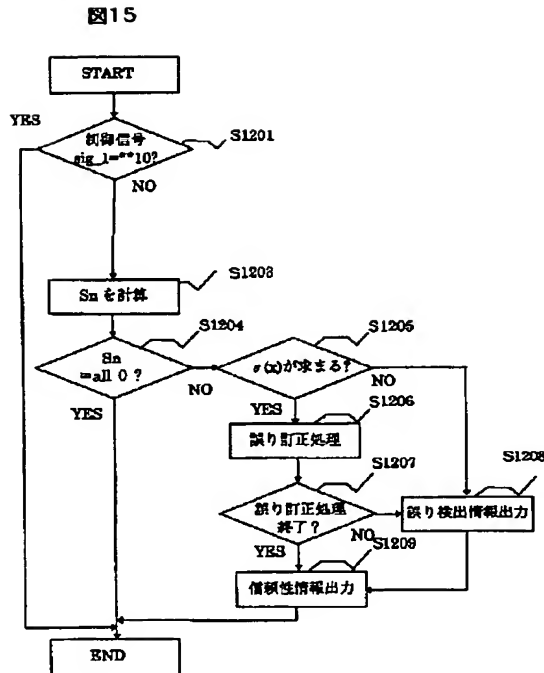 図15
START
YES
制御信号
sig_1=**10?
S1201
NO
Snを計算
S1203
Sn
=all 0 ?
S1204
NO
YES
σ(x)が求まる?
S1205
NO
YES
S1206
誤り訂正処理
S1207
誤り訂正処理
終了?
NO
YES
S1208
誤り検出情報出力
S1209
信頼性情報出力
END